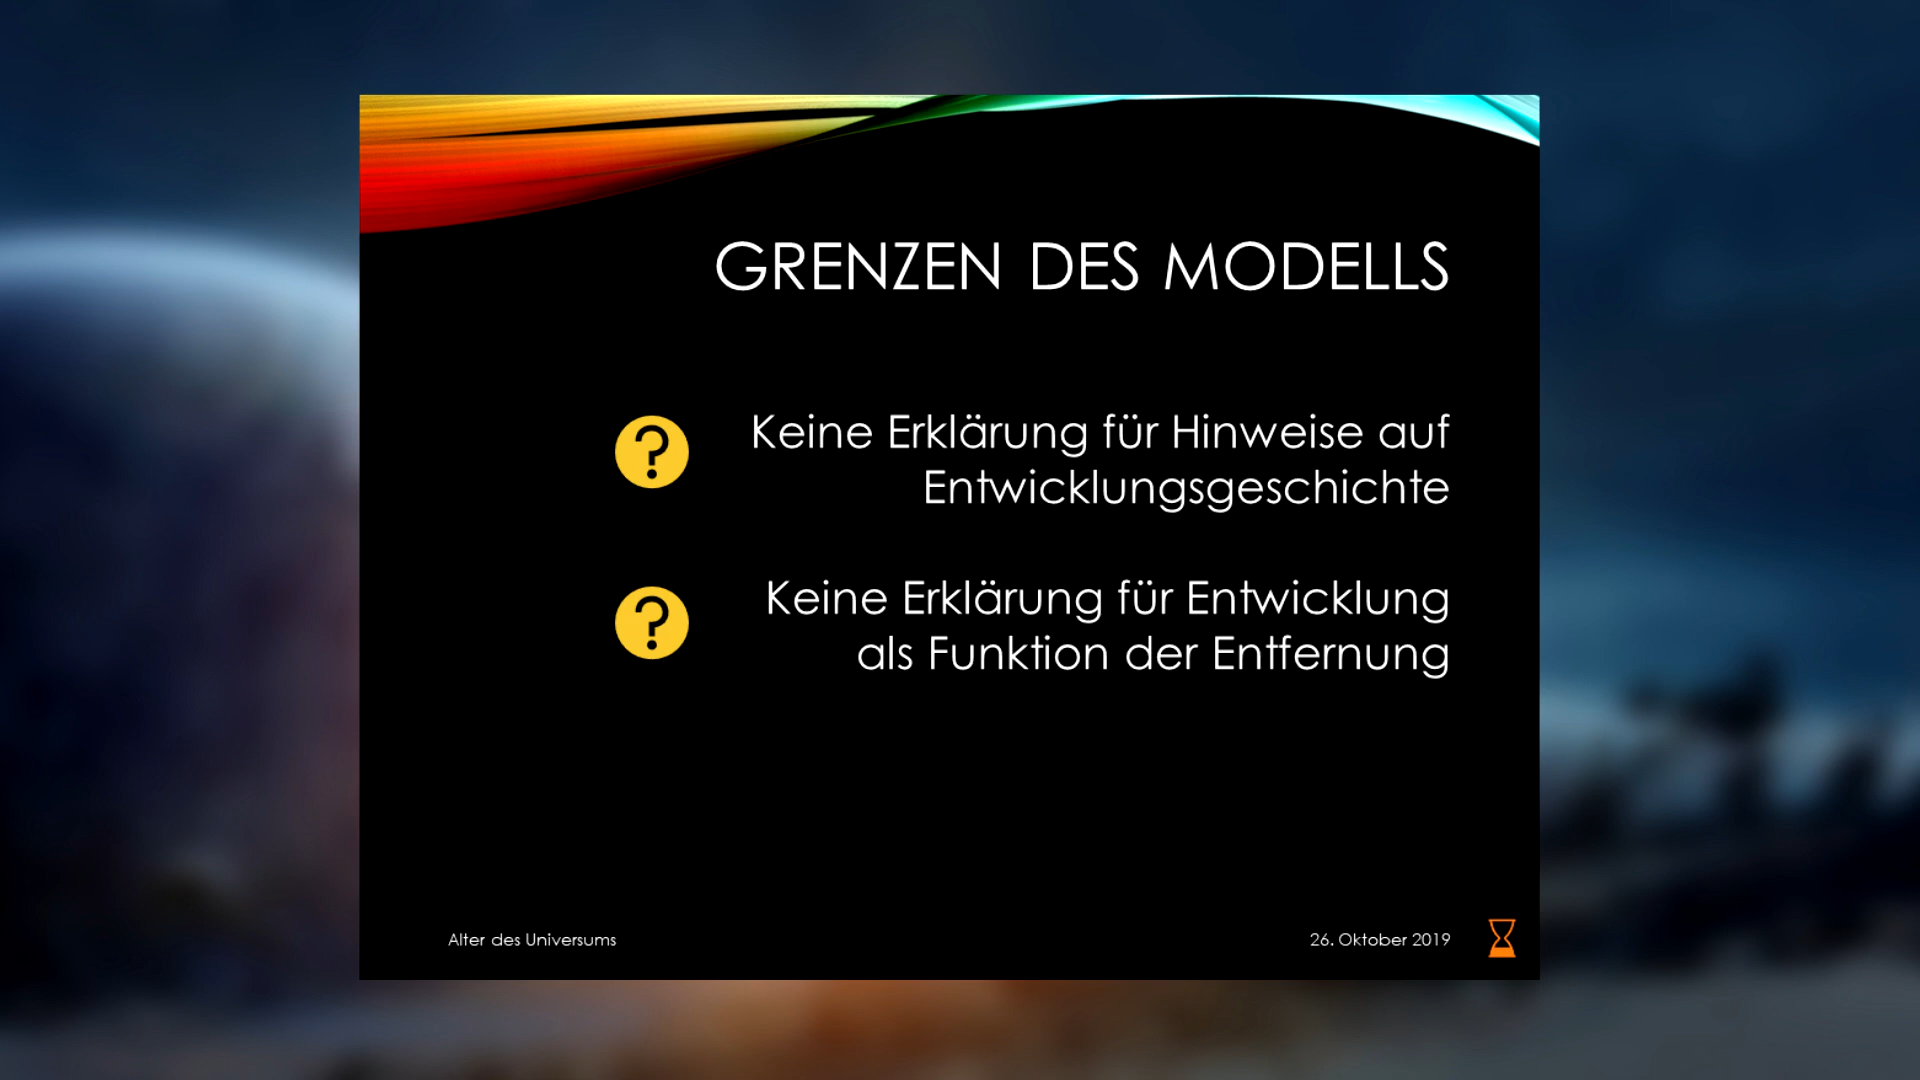 GRENZEN DES MODELLS
Keine Erklärung für Hinweise auf
Entwicklungsgeschichte
Keine Erklärung für Entwicklung
als Funktion der Entfernung
Alter des Universums
26. Oktober 2019